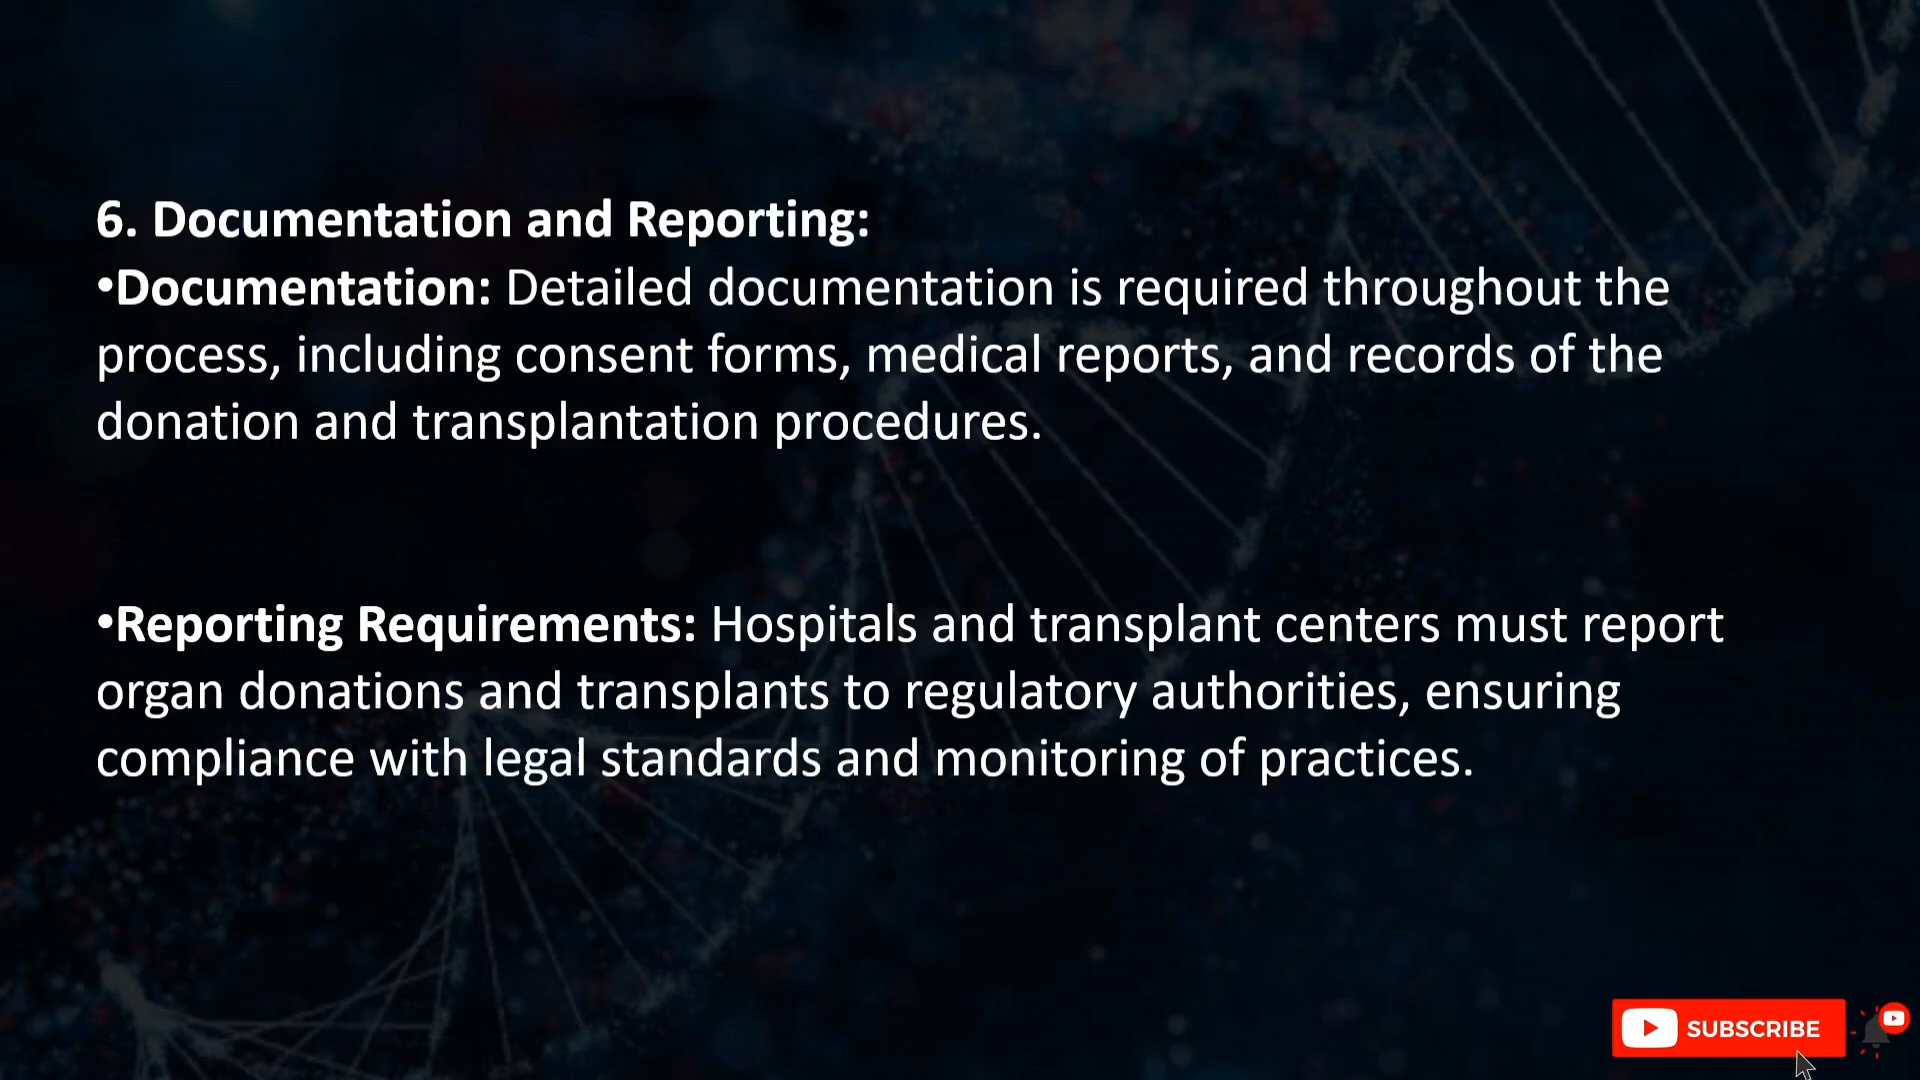 6. Documentation and Reporting:
•Documentation: Detailed documentation is required throughout the
process, including consent forms, medical reports, and records of the
donation and transplantation procedures.
•Reporting Requirements: Hospitals and transplant centers must report
organ donations and transplants to regulatory authorities, ensuring
compliance with legal standards and monitoring of practices.
SUBSCRIBE